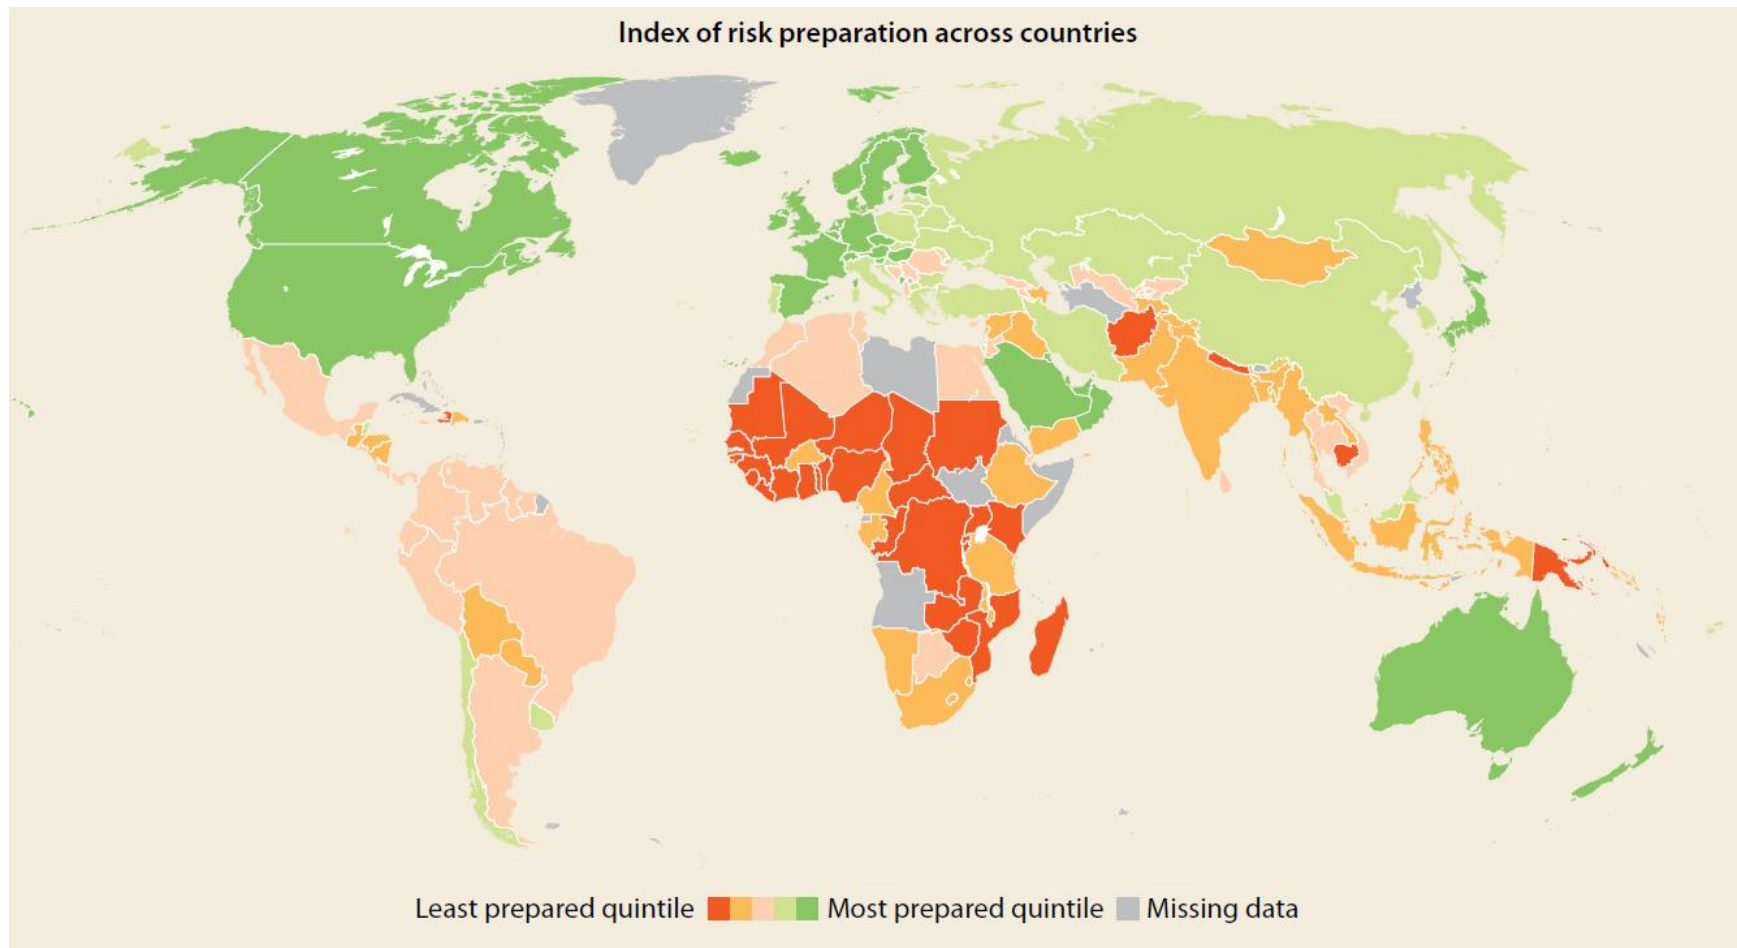 Index of risk preparation across countries
Least prepared quintile Most prepared quintile Missing data